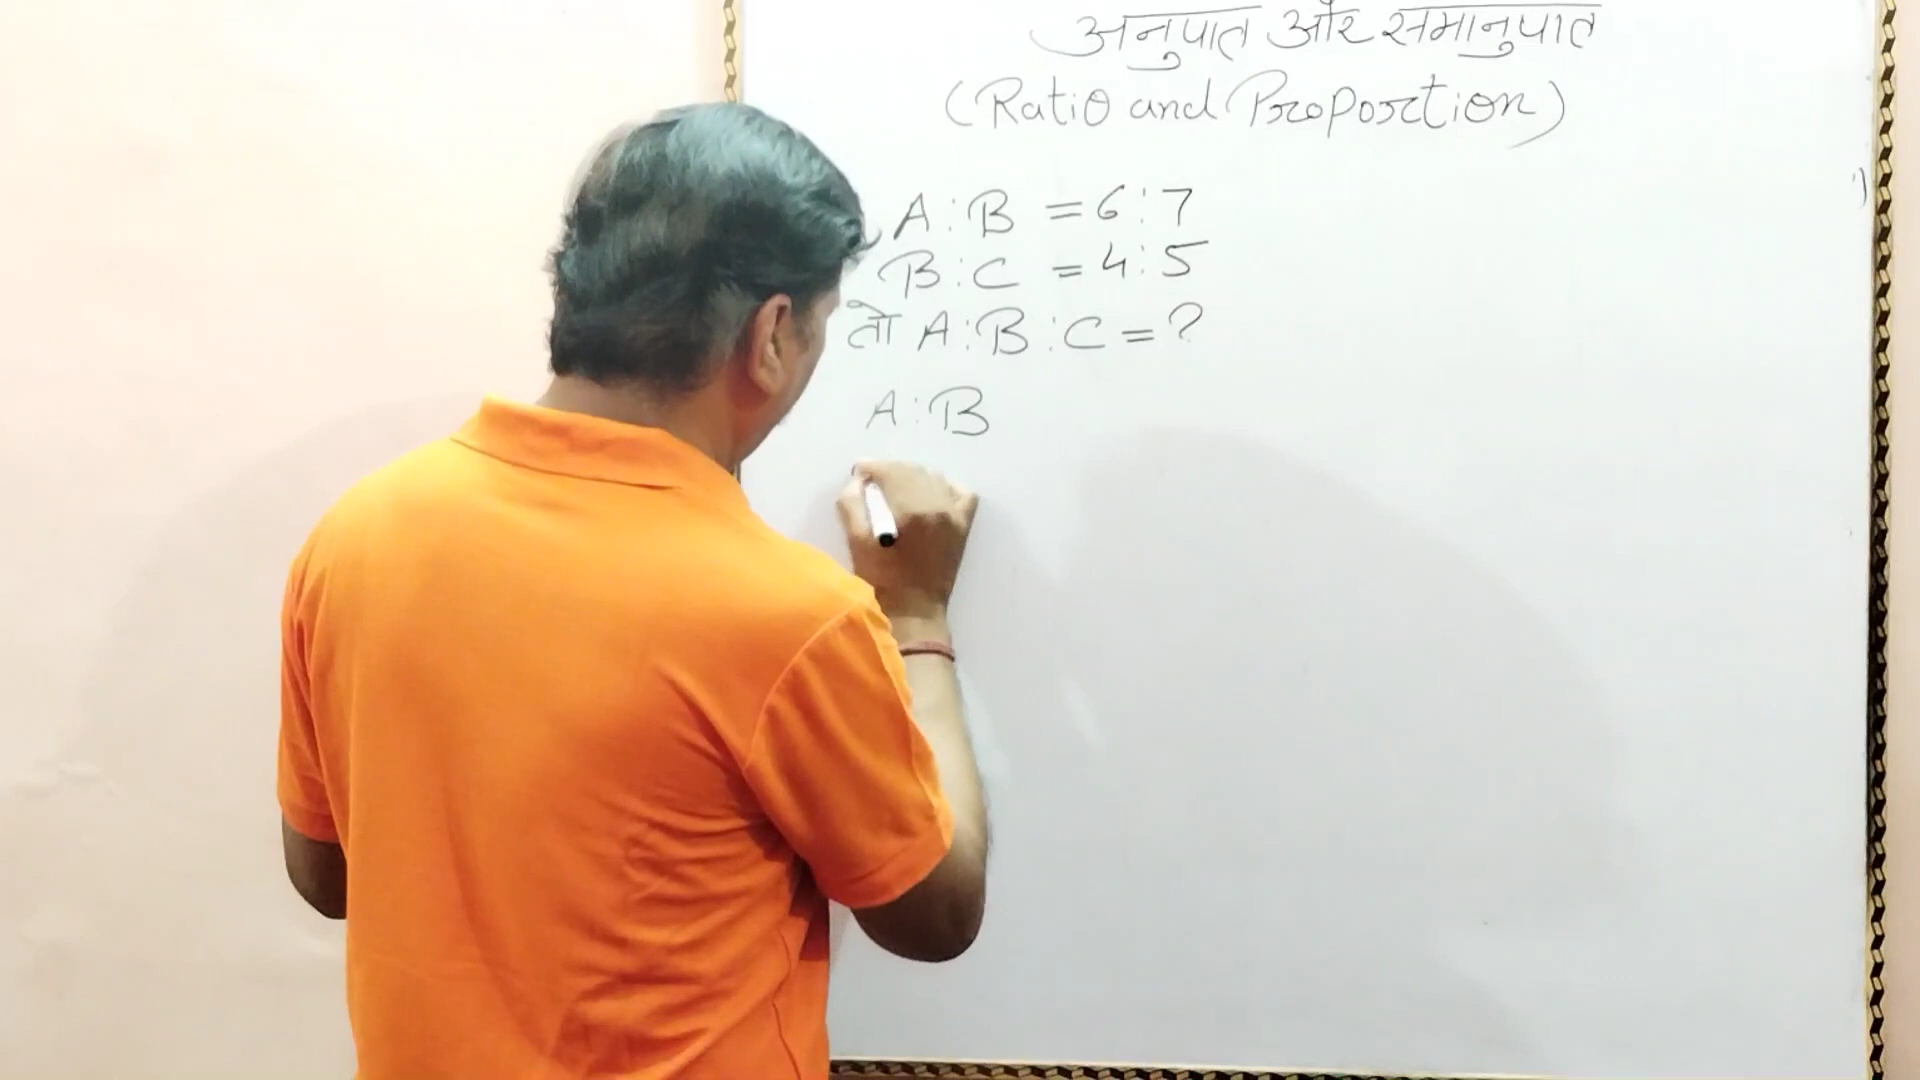 अनुपात और समानुपात
(Ratio and Proportion)
A:B = 6:7
B:C = 4:5
तो A:B:C = ?
A:B